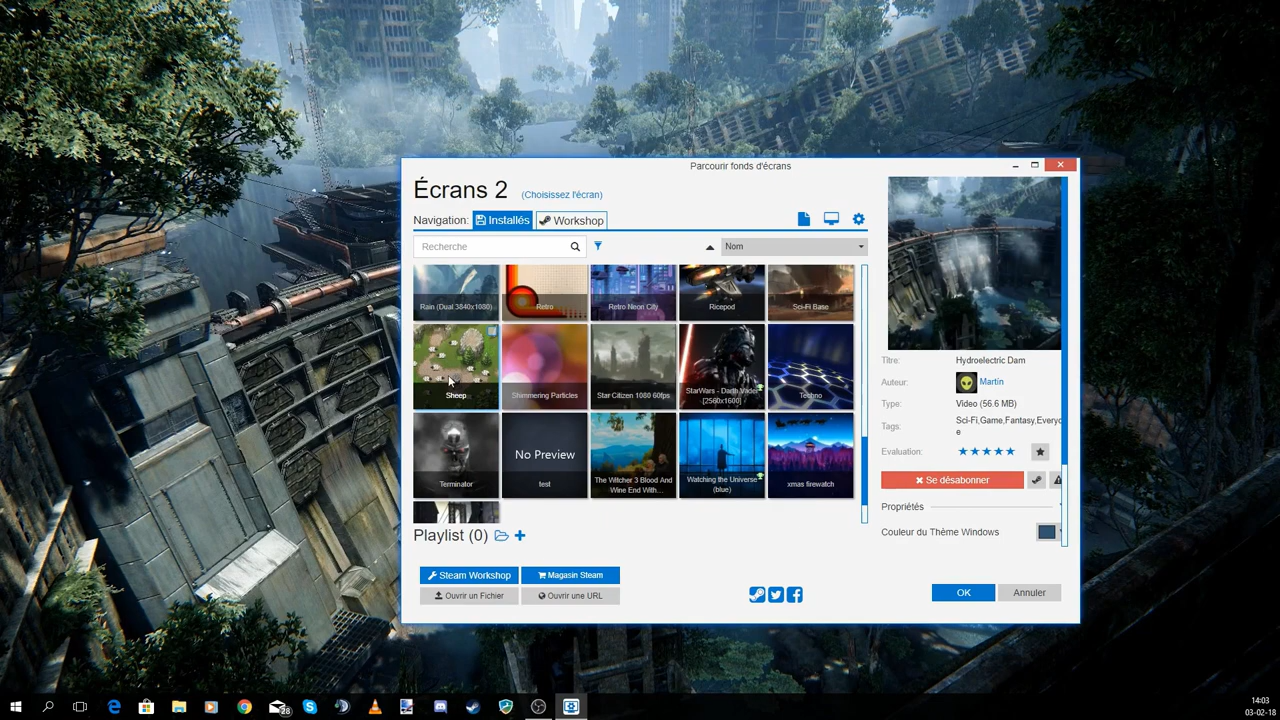 Parcourir fonds d'écrans
Écrans 2 (Choisissez l'écran)
Navigation: Installés Workshop
Recherche
Nom
Rain (Dual 3840x1080)
Retro
Retro Neon City
Ricepod
Sci-Fi Base
Sheep
Shimmering Particles
Star Citizen 1080 60fps
StarWars - Darth Vader
[2560x1600]
Techno
Terminator
No Preview
test
The Witcher 3 Blood And
Wine End With...
Watching the Universe
(blue)
xmas firewatch
Playlist (0)
Steam Workshop
Magasin Steam
Ouvrir un Fichier
Ouvrir une URL
Titre: Hydroelectric Dam
Auteur: Martin
Type: Video (56.6 MB)
Tags: Sci-Fi,Game,Fantasy,Everyo
e
Evaluation:
Se désabonner
Propriétés
Couleur du Thème Windows
OK
Annuler
28
14:03
03-02-18